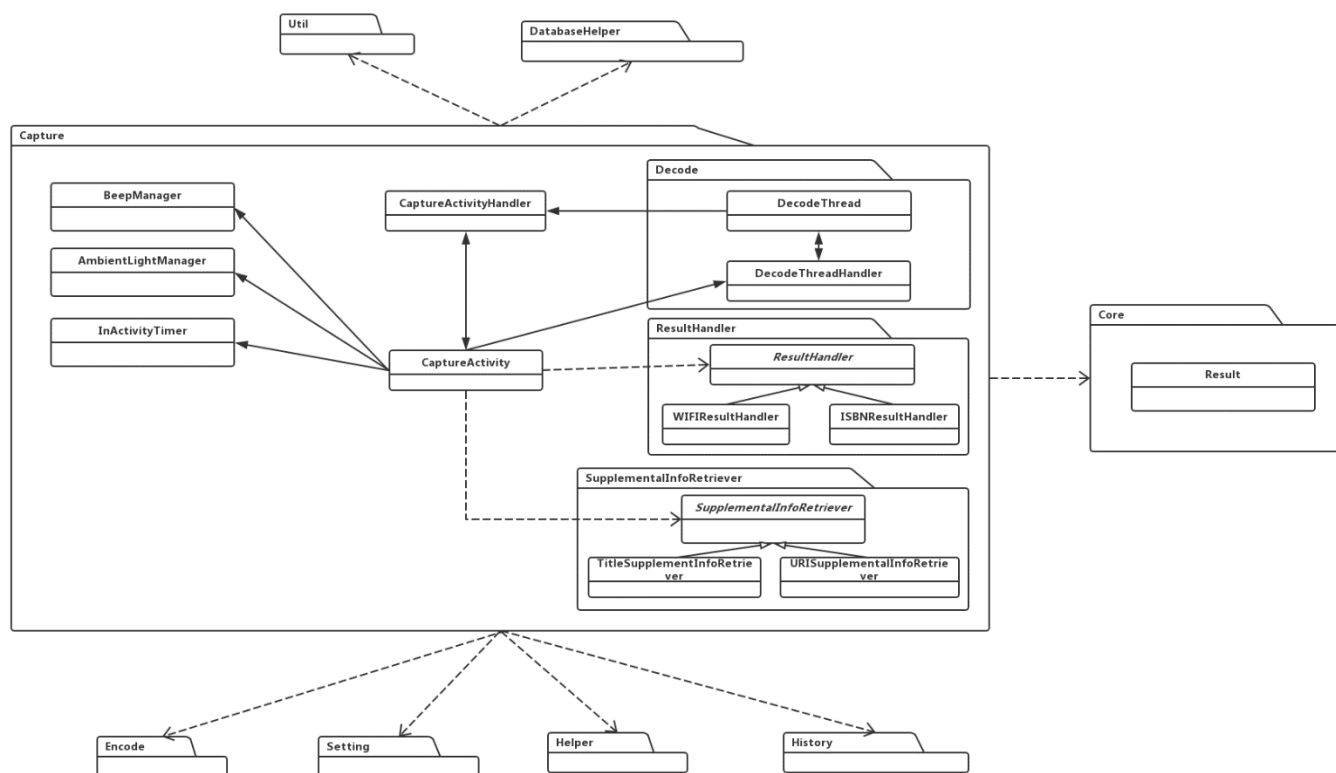 Util
DatabaseHelper
Capture
Decode
BeepManager
CaptureActivityHandler
DecodeThread
AmbientLightManager
DecodeThreadHandler
InActivityTimer
ResultHandler
Core
CaptureActivity
ResultHandler
Result
WIFIResultHandler
ISBNResultHandler
SupplementalInfoRetriever
SupplementalInfoRetriever
TitleSupplementInfoRetrie
ver
URISupplementalInfoRetrie
ver
Encode
Setting
Helper
History